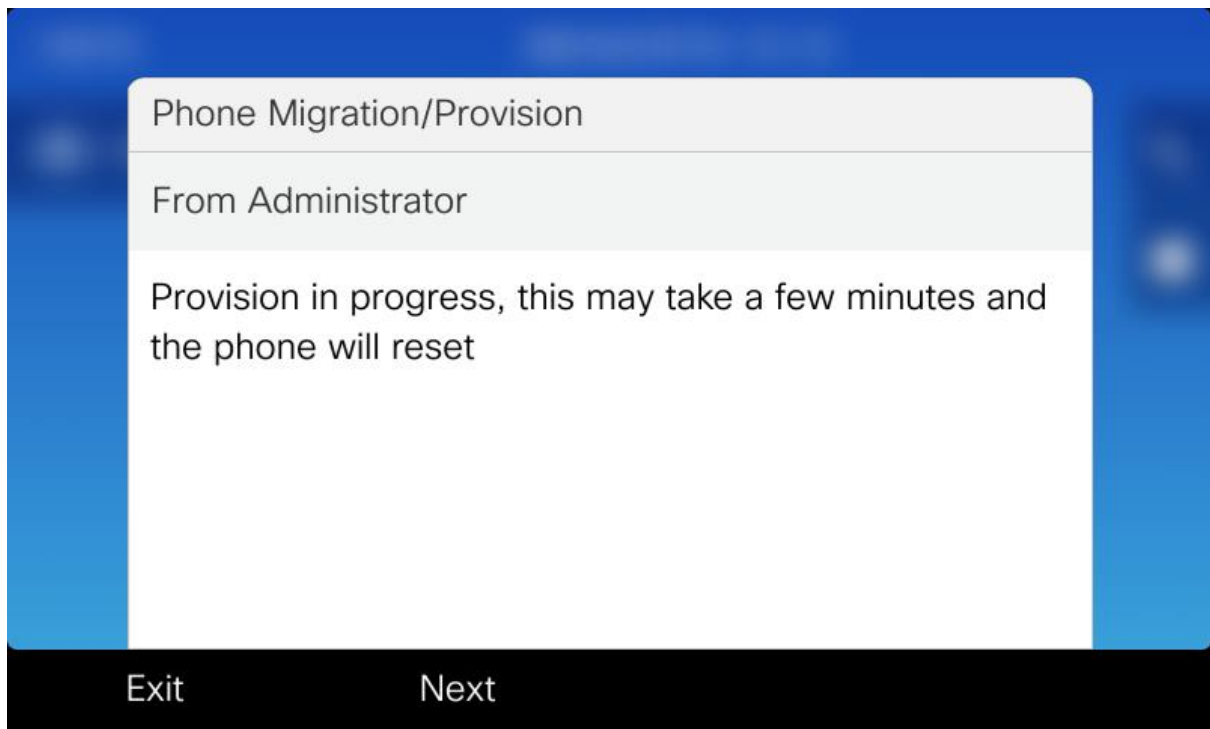 Phone Migration/Provision
From Administrator
Provision in progress, this may take a few minutes and
the phone will reset
Exit
Next